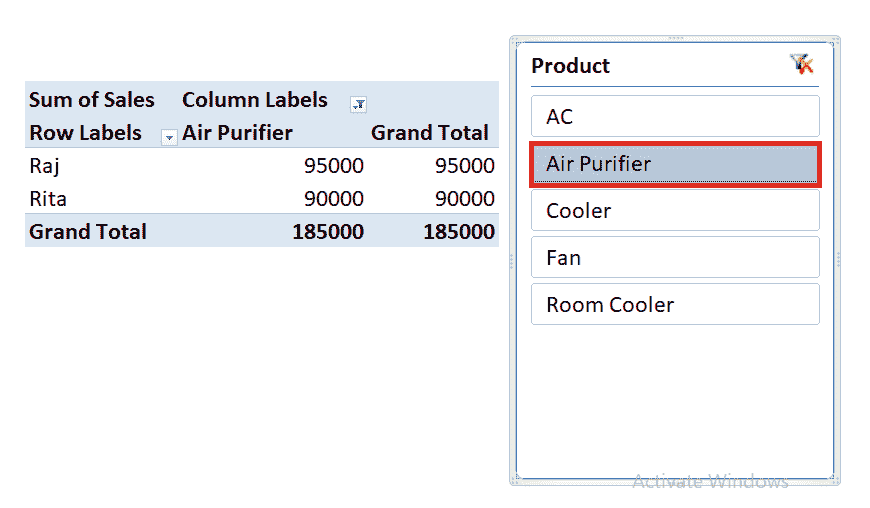 Sum of Sales Column Labels
Row Labels Air Purifier Grand Total
Raj 95000 95000
Rita 90000 90000
Grand Total 185000 185000
Product
AC
Air Purifier
Cooler
Fan
Room Cooler
Activate Windows